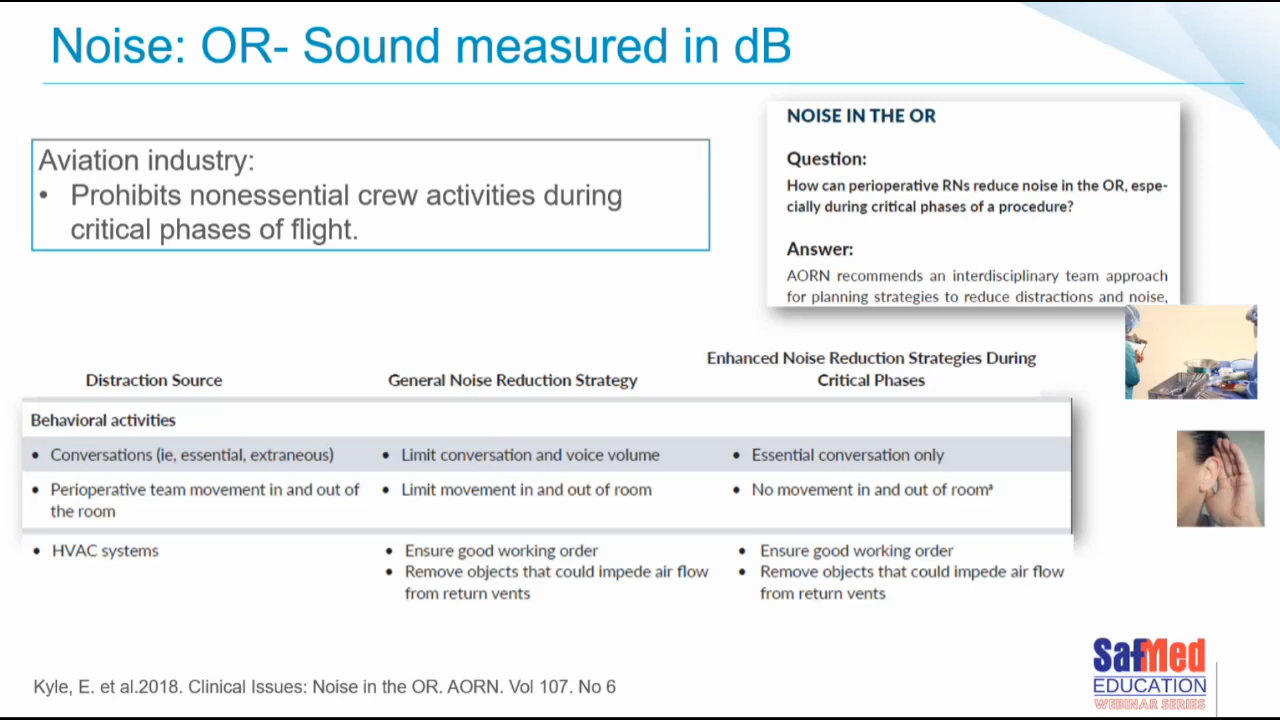 Noise: OR- Sound measured in dB
Aviation industry:
• Prohibits nonessential crew activities during
critical phases of flight.
NOISE IN THE OR
Question:
How can perioperative RNs reduce noise in the OR, espe-
cially during critical phases of a procedure?
Answer:
AORN recommends an interdisciplinary team approach
for planning strategies to reduce distractions and noise,
Distraction Source
General Noise Reduction Strategy
Enhanced Noise Reduction Strategies During
Critical Phases
Behavioral activities
• Conversations (ie, essential, extraneous)
• Limit conversation and voice volume
• Essential conversation only
• Perioperative team movement in and out of
the room
• Limit movement in and out of room
• No movement in and out of roomᵃ
• HVAC systems
• Ensure good working order
• Remove objects that could impede air flow
from return vents
• Ensure good working order
• Remove objects that could impede air flow
from return vents
Kyle, E. et al.2018. Clinical Issues: Noise in the OR. AORN. Vol 107. No 6
SafMed
EDUCATION
WEBINAR SERIES